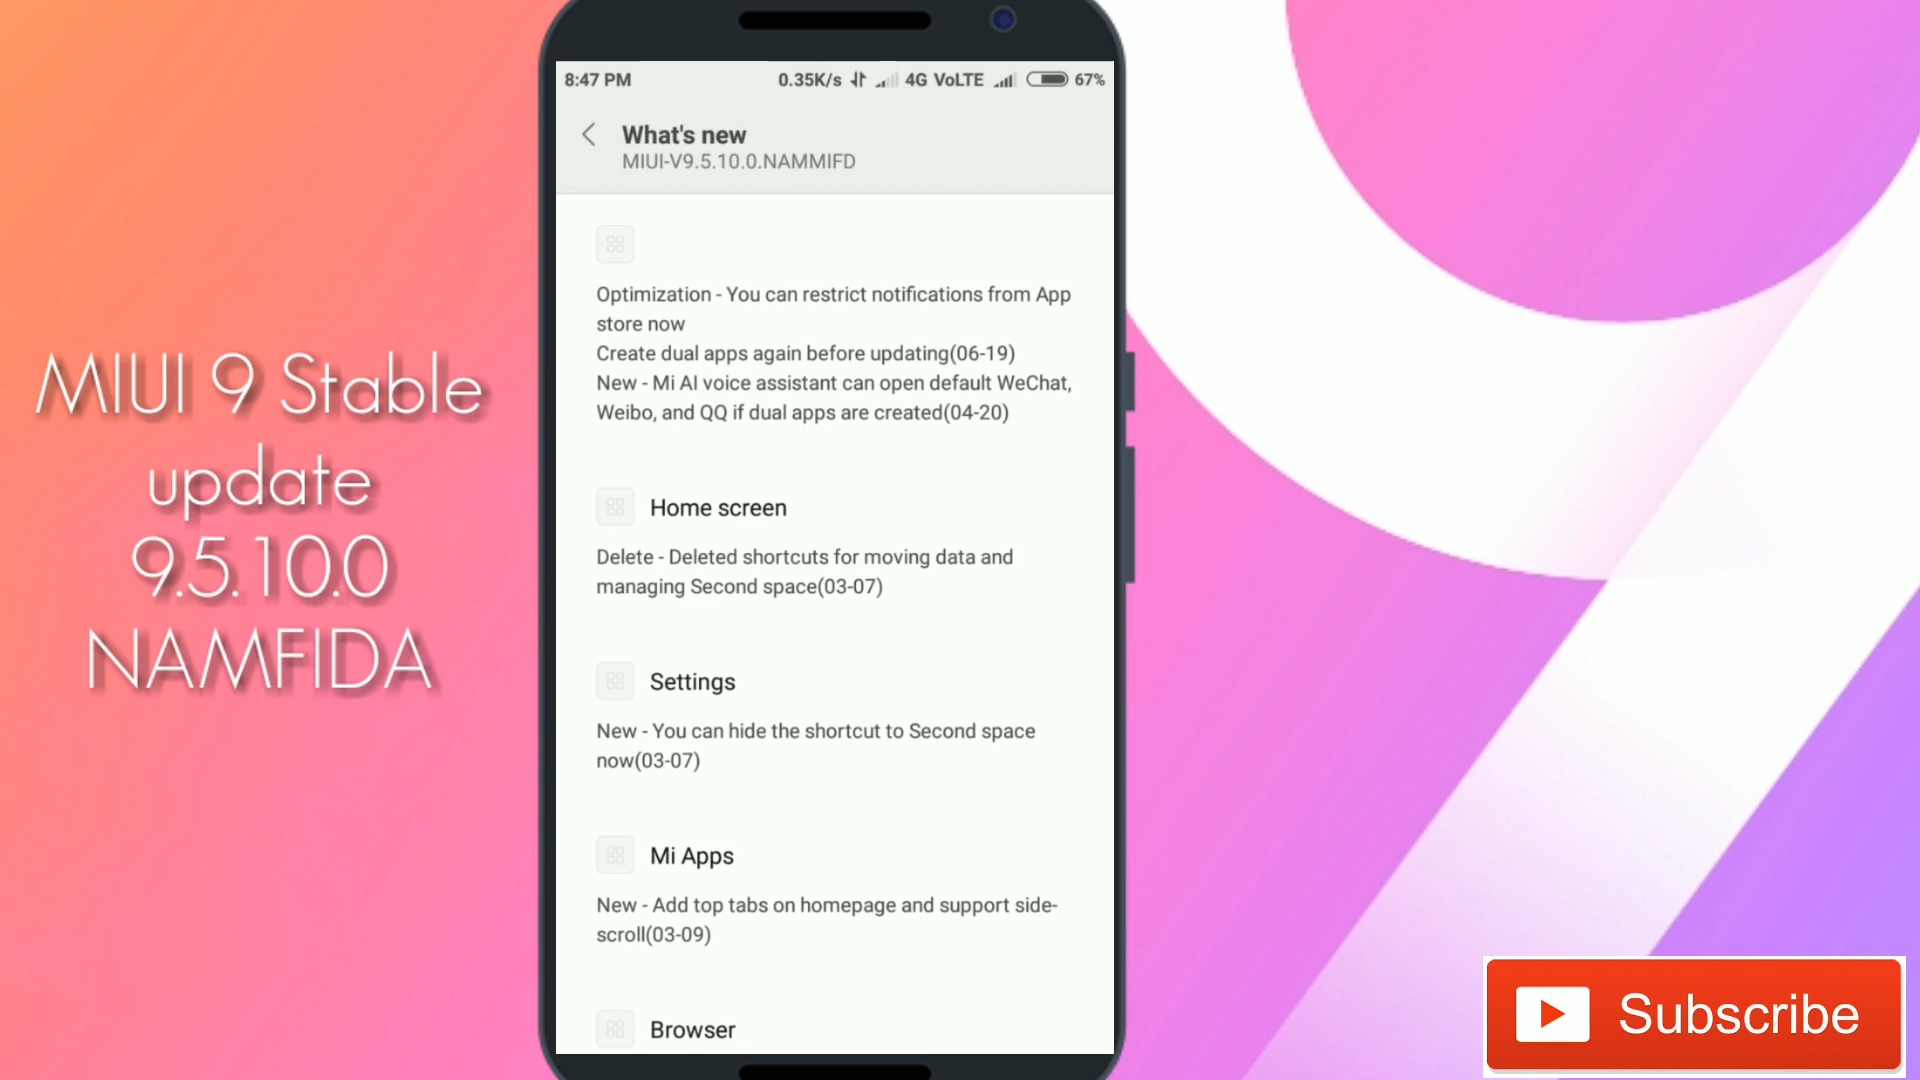 MIUI 9 Stable
update
9.5.10.0
NAMFIDA
8:47 PM 0.35K/s 4G VoLTE 67%
What's new
MIUI-V9.5.10.0.NAMMIFD
Optimization - You can restrict notifications from App
store now
Create dual apps again before updating(06-19)
New - Mi AI voice assistant can open default WeChat,
Weibo, and QQ if dual apps are created(04-20)
Home screen
Delete - Deleted shortcuts for moving data and
managing Second space(03-07)
Settings
New - You can hide the shortcut to Second space
now(03-07)
Mi Apps
New - Add top tabs on homepage and support side-
scroll(03-09)
Browser
Subscribe